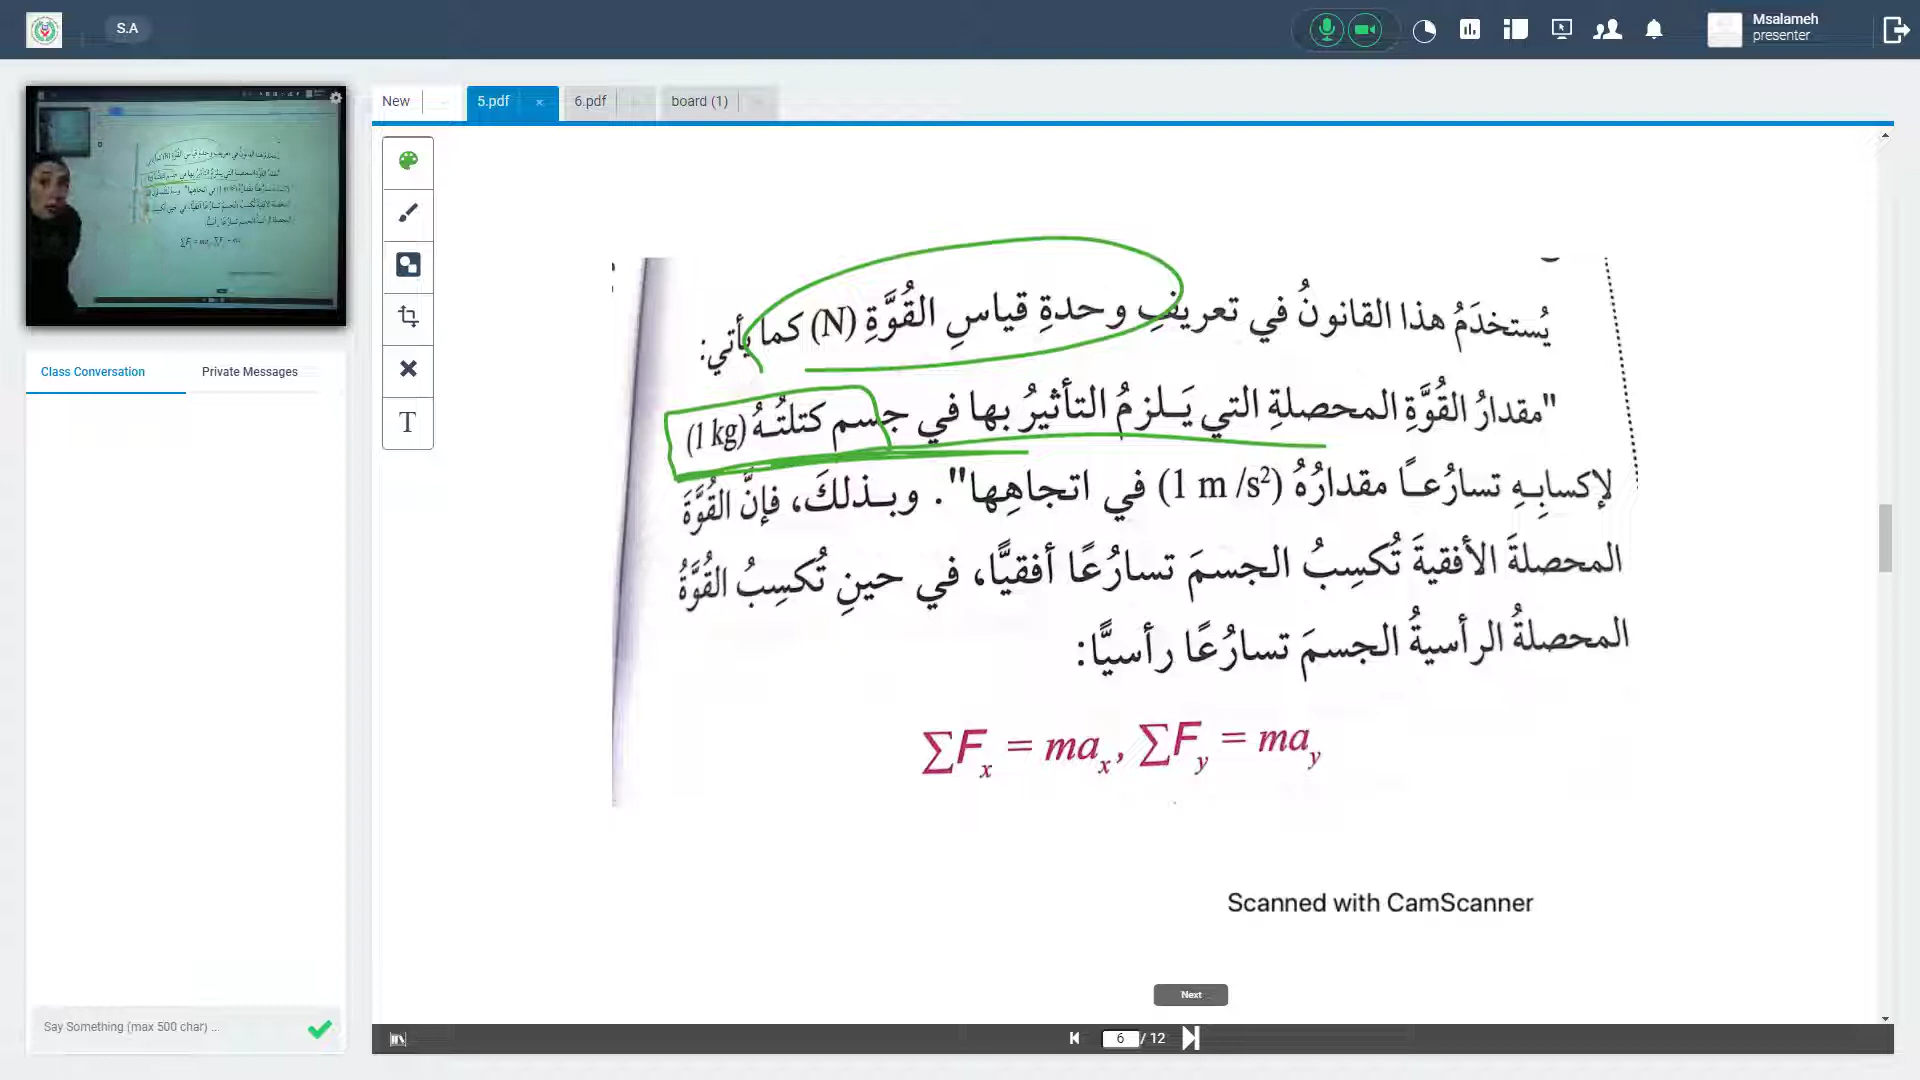 S.A
Msalameh
presenter
New
5.pdf
6.pdf
board (1)
Class Conversation
Private Messages
يُستخدَمُ هذا القانونُ في تعريفِ وحدةِ قياسِ القُوَّةِ (N) كما يأتي:
"مقدارُ القُوَّةِ المحصلةِ التي يَلزمُ التأثيرُ بها في جسم كتلتُهُ (1 kg)
لإكسابِهِ تسارُعًا مقدارُهُ (1 m /s²) في اتجاهِها". وبذلكَ، فإنَّ القُوَّةَ
المحصلةَ الأفقيةَ تُكسِبُ الجسمَ تسارُعًا أفقيًّا، في حينِ تُكسِبُ القُوَّةُ
المحصلةُ الرأسيةُ الجسمَ تسارُعًا رأسيًّا:
∑Fx = max, ∑Fy = may
Scanned with CamScanner
T
Next
Say Something (max 500 char) ...
6 / 12